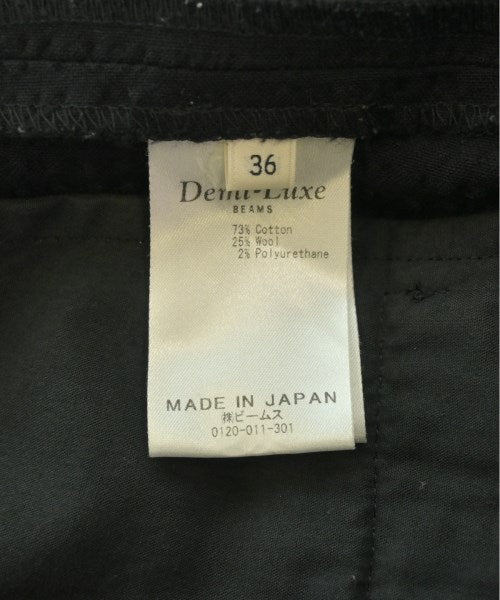 36
Demi-Luxe
BEAMS
73% Cotton
25% Wool
2% Polyurethane
MADE IN JAPAN
㈱ビームス
0120-011-301